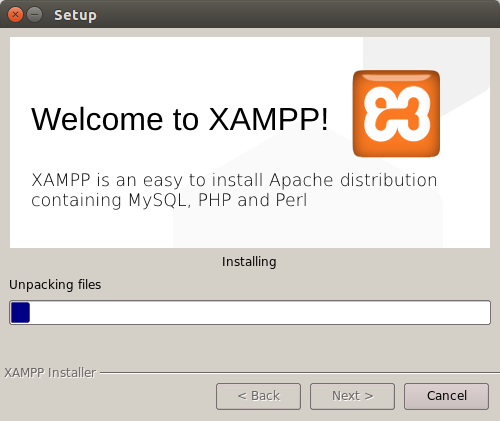 Setup
Welcome to XAMPP!
XAMPP is an easy to install Apache distribution
containing MySQL, PHP and Perl
Installing
Unpacking files
XAMPP Installer
< Back
Next >
Cancel